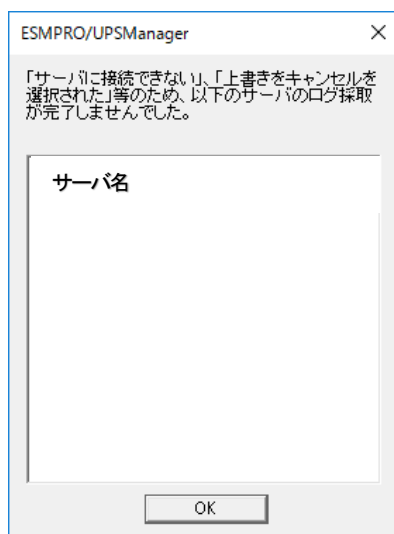 ESMPRO/UPSManager
「サーバに接続できない」、「上書きをキャンセルを
選択された」等のため、以下のサーバのログ採取
が完了しませんでした。
サーバ名
OK